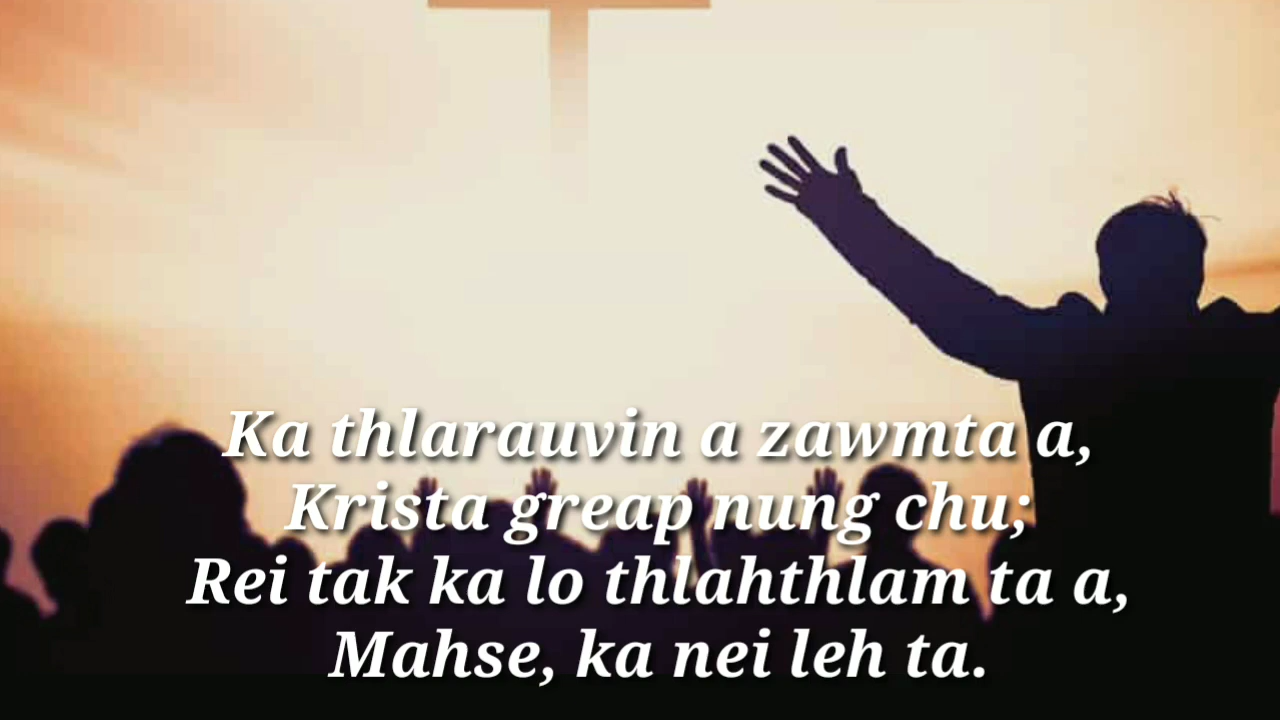 Ka thlarauvin a zawmta a,
Krista greap nung chu;
Rei tak ka lo thlahthlam ta a,
Mahse, ka nei leh ta.